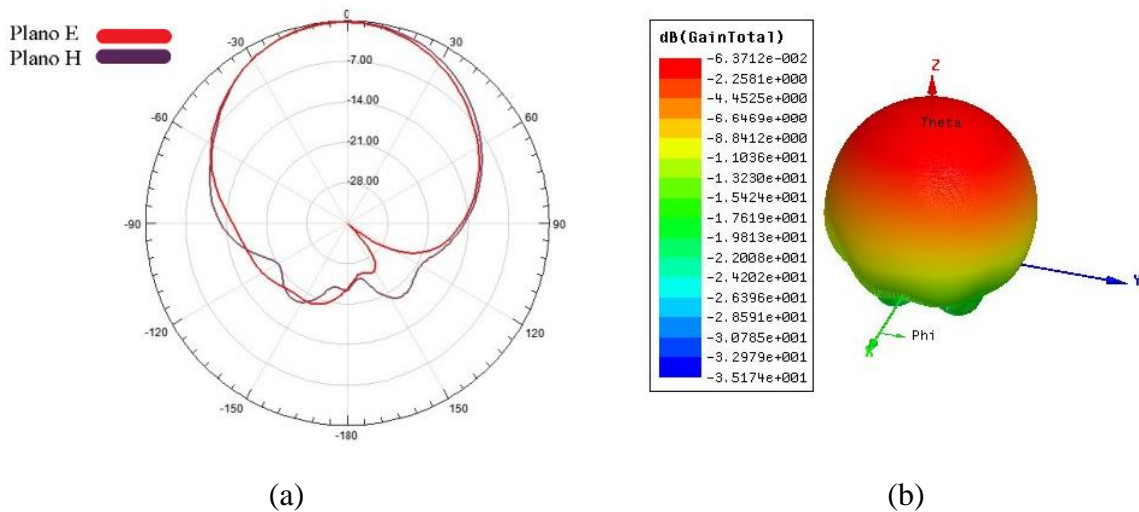 Plano E
Plano H
0
-30
30
-7.00
-14.00
-60
60
-21.00
-28.00
-90
90
-120
120
-150
150
-180
(a)
dB(GainTotal)
-6.3712e-002
-2.2581e+000
-4.4525e+000
-6.6469e+000
-8.8412e+000
-1.1036e+001
-1.3230e+001
-1.5424e+001
-1.7619e+001
-1.9813e+001
-2.2008e+001
-2.4202e+001
-2.6396e+001
-2.8591e+001
-3.0785e+001
-3.2979e+001
-3.5174e+001
Z
Theta
Y
Phi
X
(b)